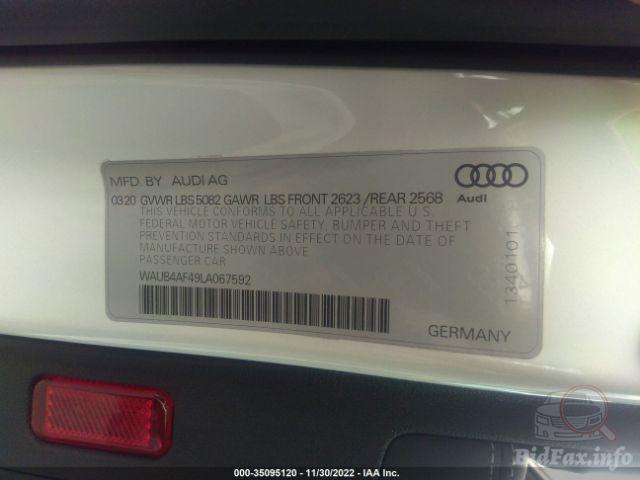 MFD. BY AUDI AG
03.20 GVWR LBS 5082 GAWR LBS FRONT 2623 /REAR 2568
THIS VEHICLE CONFORMS TO ALL APPLICABLE U.S.
FEDERAL MOTOR VEHICLE SAFETY, BUMPER AND THEFT
PREVENTION STANDARDS IN EFFECT ON THE DATE OF
MANUFACTURE SHOWN ABOVE
PASSENGER CAR
WAUB4AF49LA067592
Audi
1340101
GERMANY
BidFax.info
000-35095120 - 11/30/2022 - IAA Inc.